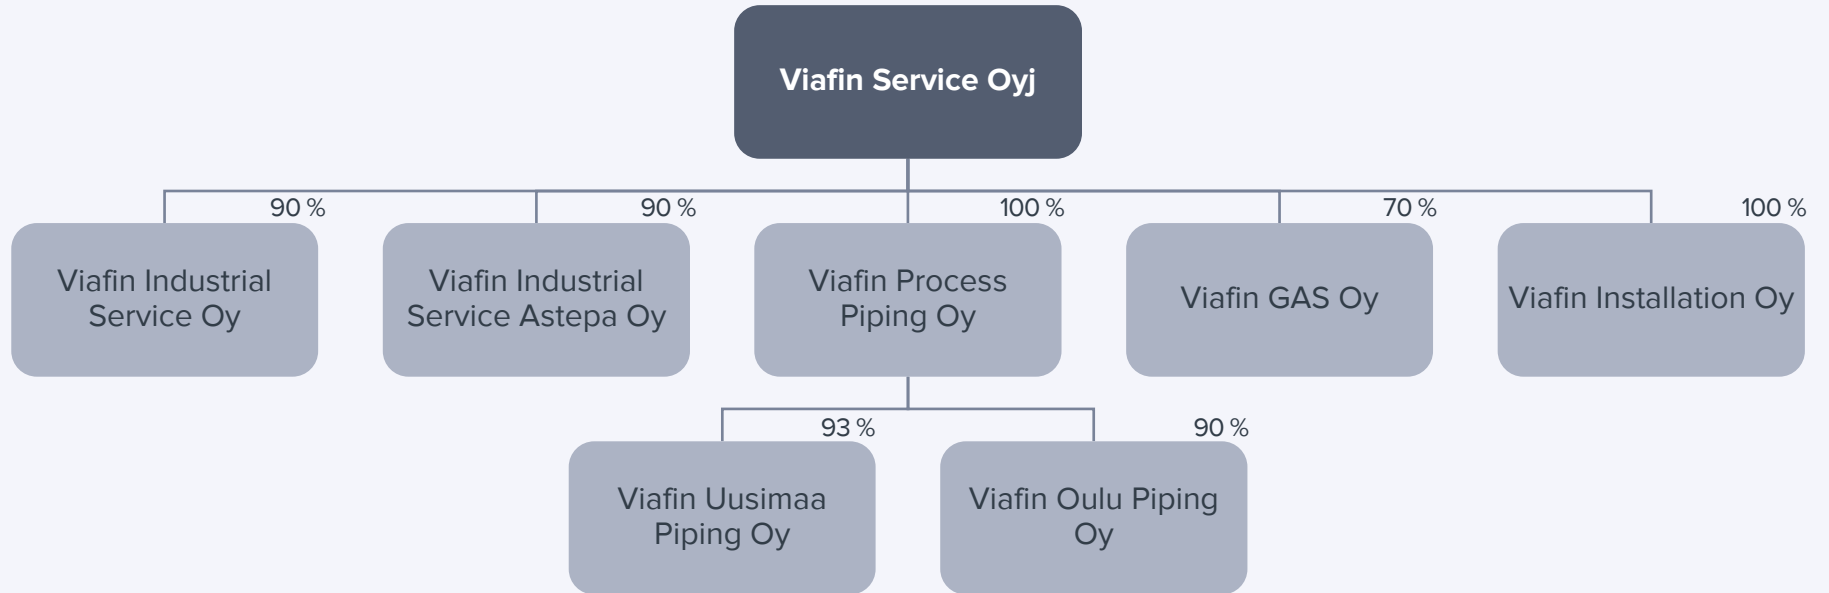 Viafin Service Oyj
90 %
90 %
100 %
70 %
100 %
Viafin Industrial
Service Oy
Viafin Industrial
Service Astepa Oy
Viafin Process
Piping Oy
Viafin GAS Oy
Viafin Installation Oy
93 %
90 %
Viafin Uusimaa
Piping Oy
Viafin Oulu Piping
Oy